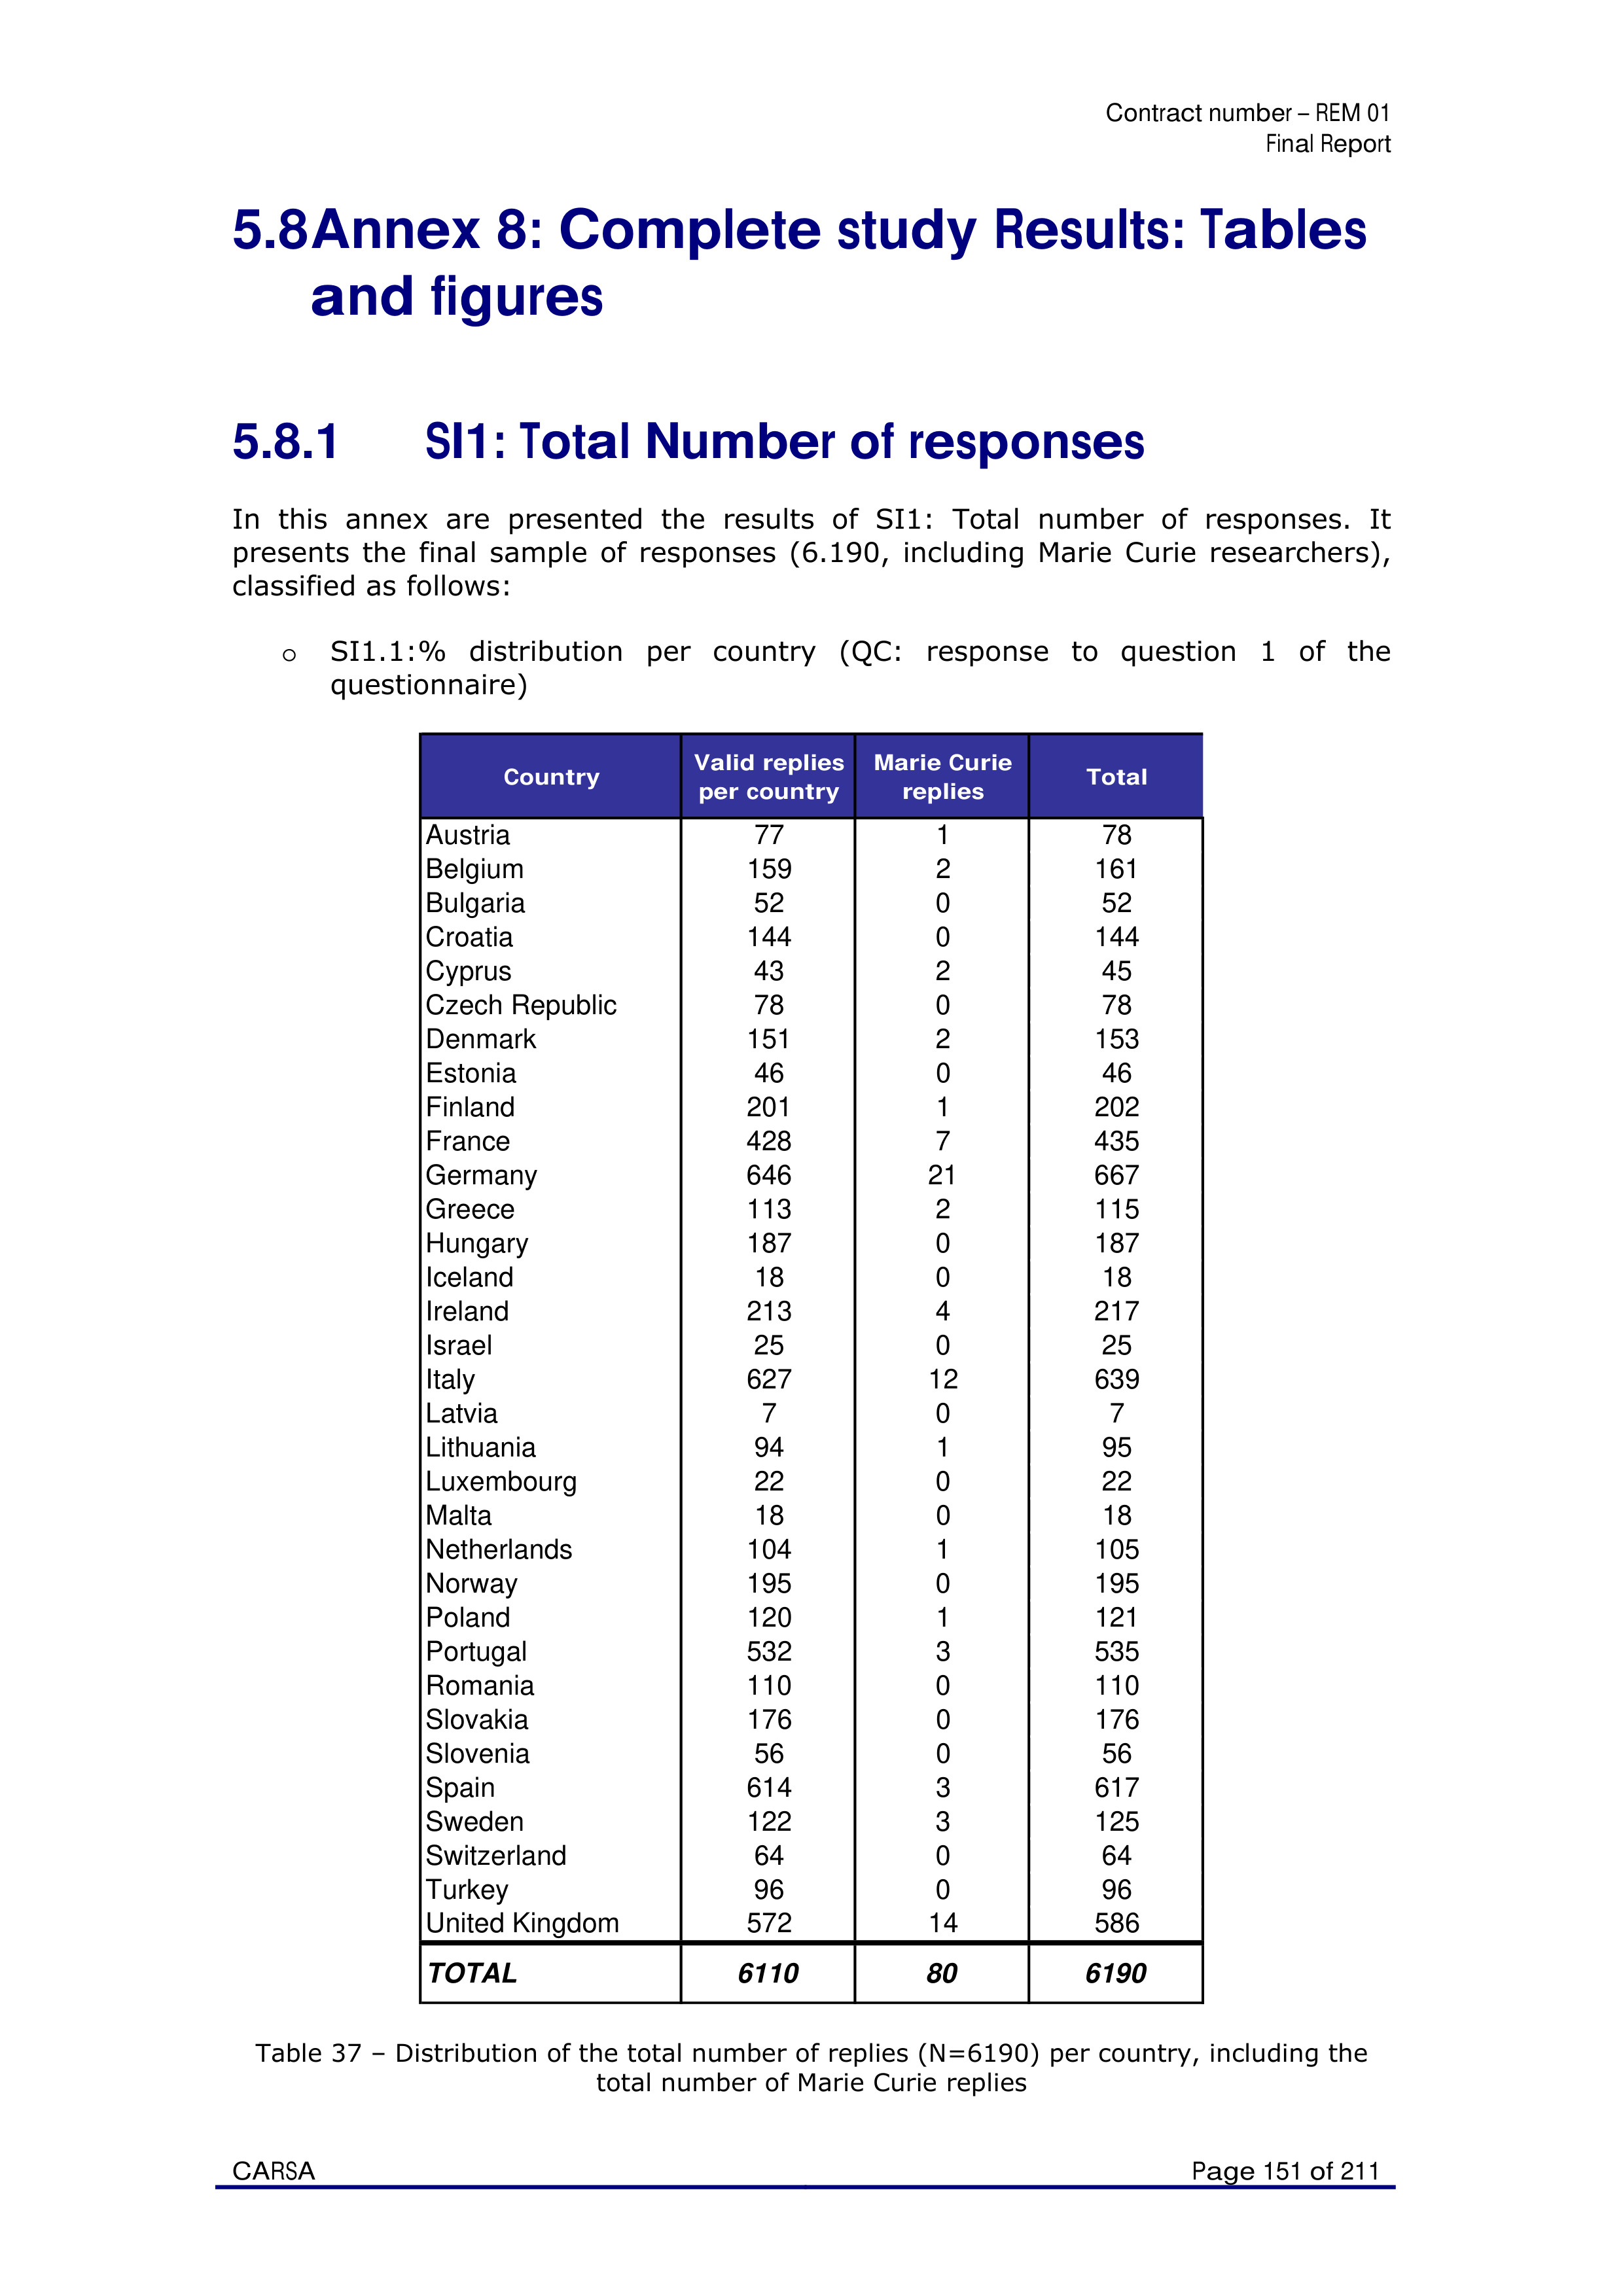 Contract number – REM 01
Final Report
5.8 Annex 8: Complete study Results: Tables
and figures
5.8.1 SI1: Total Number of responses
In this annex are presented the results of SI1: Total number of responses. It
presents the final sample of responses (6.190, including Marie Curie researchers),
classified as follows:
o SI1.1:% distribution per country (QC: response to question 1 of the
questionnaire)
Country | Valid replies per country | Marie Curie replies | Total
Austria 77 1 78
Belgium 159 2 161
Bulgaria 52 0 52
Croatia 144 0 144
Cyprus 43 2 45
Czech Republic 78 0 78
Denmark 151 2 153
Estonia 46 0 46
Finland 201 1 202
France 428 7 435
Germany 646 21 667
Greece 113 2 115
Hungary 187 0 187
Iceland 18 0 18
Ireland 213 4 217
Israel 25 0 25
Italy 627 12 639
Latvia 7 0 7
Lithuania 94 1 95
Luxembourg 22 0 22
Malta 18 0 18
Netherlands 104 1 105
Norway 195 0 195
Poland 120 1 121
Portugal 532 3 535
Romania 110 0 110
Slovakia 176 0 176
Slovenia 56 0 56
Spain 614 3 617
Sweden 122 3 125
Switzerland 64 0 64
Turkey 96 0 96
United Kingdom 572 14 586
TOTAL 6110 80 6190
Table 37 – Distribution of the total number of replies (N=6190) per country, including the
total number of Marie Curie replies
CARSA Page 151 of 211